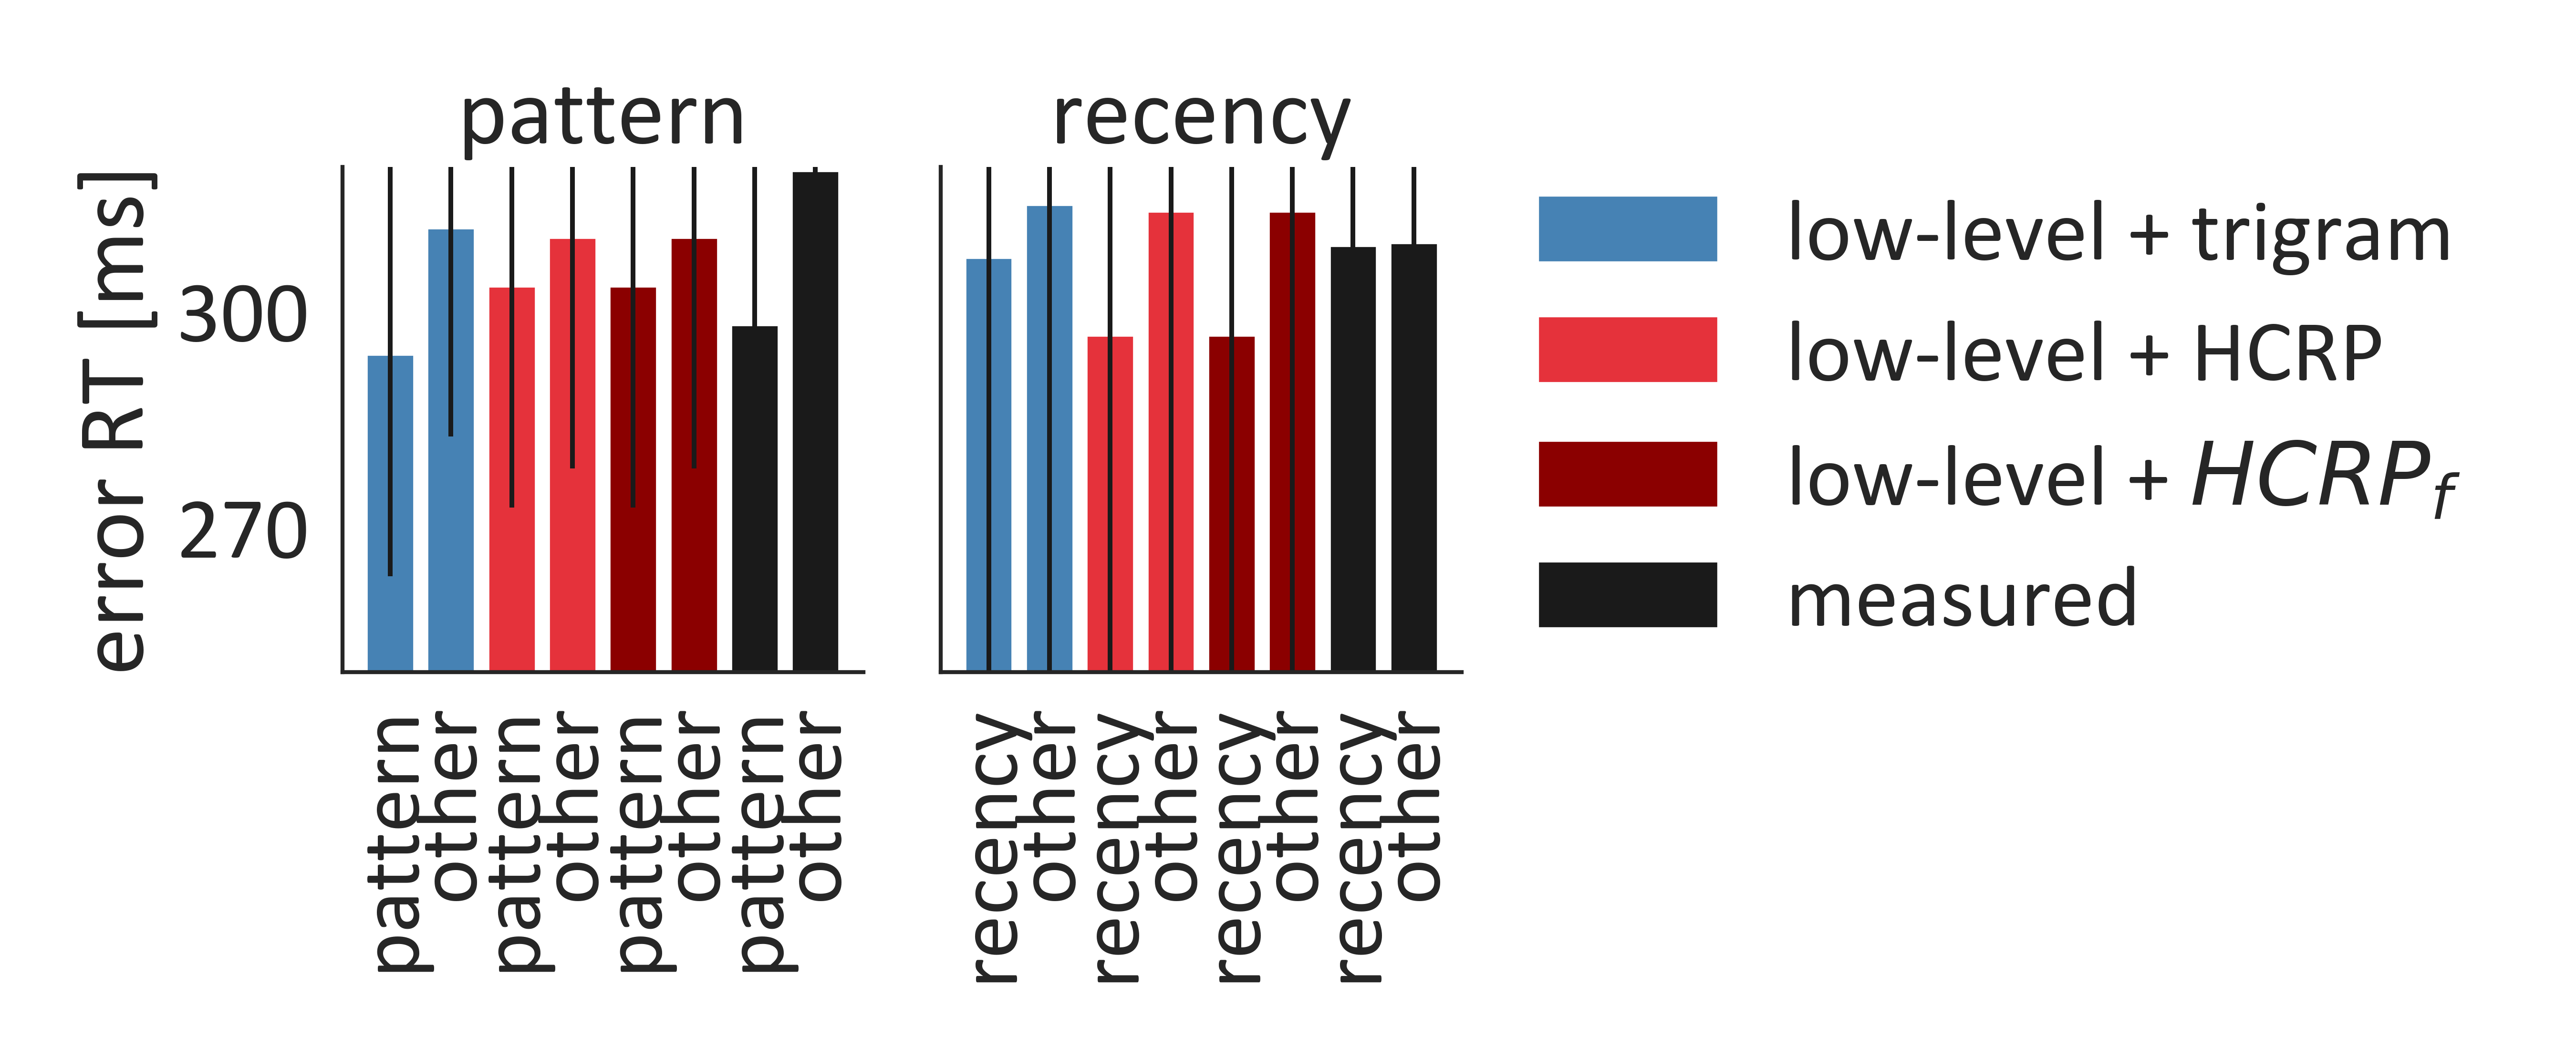 pattern
recency
error RT [ms]
300
270
pattern
other
pattern
other
pattern
other
pattern
other
recency
other
recency
other
recency
other
recency
other
low-level + trigram
low-level + HCRP
low-level + HCRP_f
measured